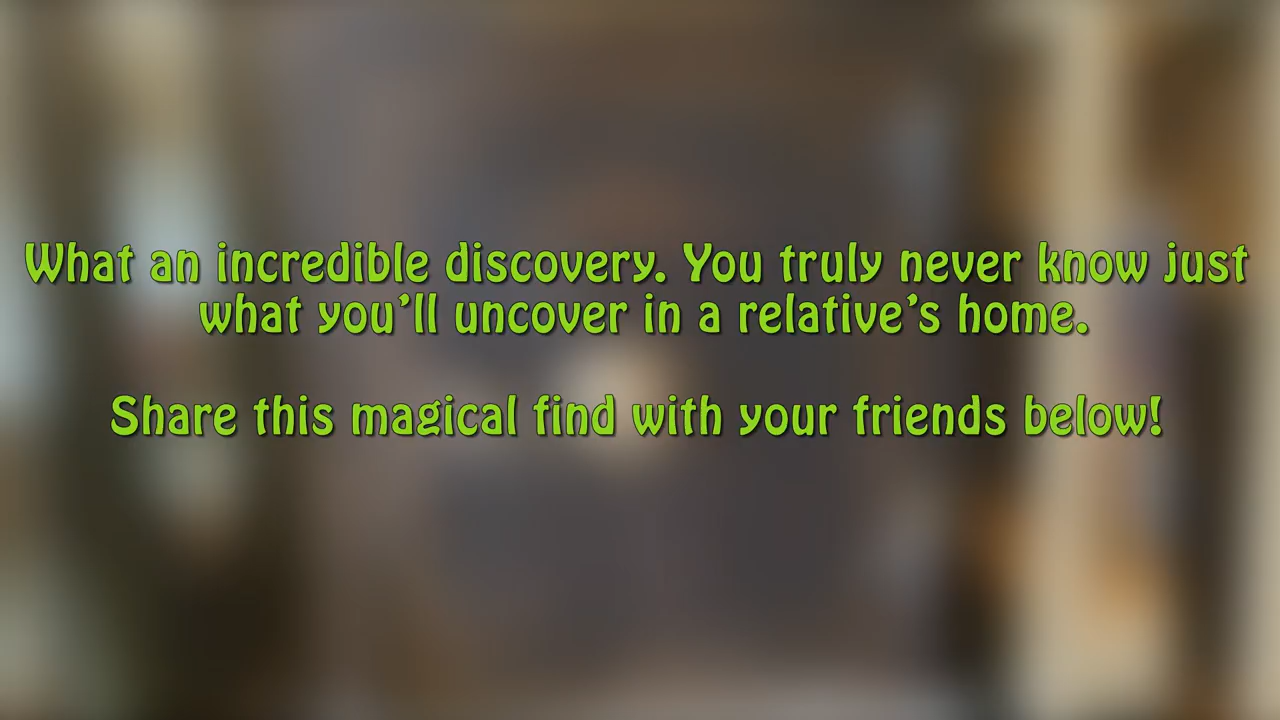 What an incredible discovery. You truly never know just
what you’ll uncover in a relative’s home.
Share this magical find with your friends below!